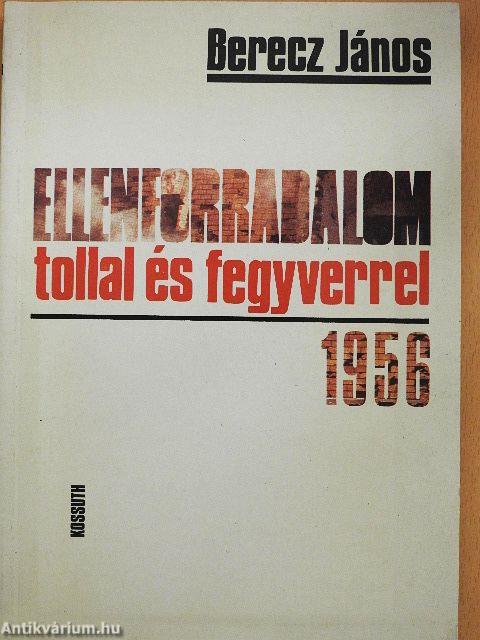 Berecz János
ELLENFORRADALOM
tollal és fegyverrel
1956
KOSSUTH
Antikvárium.hu